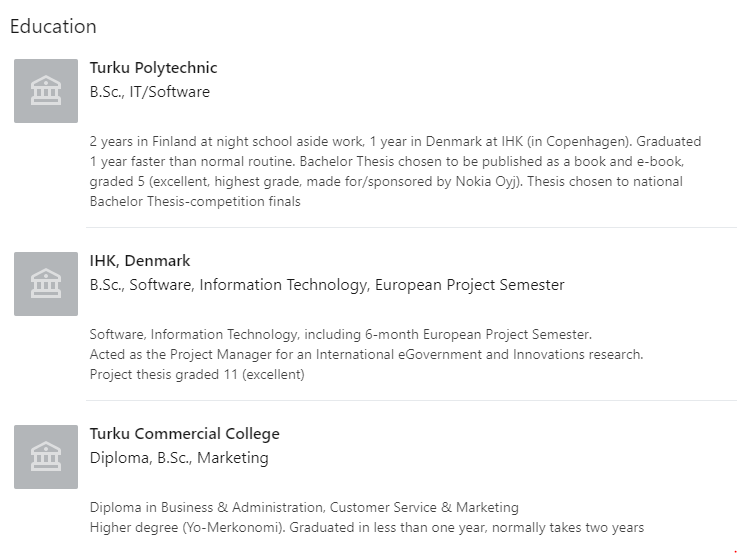 Education
Turku Polytechnic
B.Sc., IT/Software
2 years in Finland at night school aside work, 1 year in Denmark at IHK (in Copenhagen). Graduated
1 year faster than normal routine. Bachelor Thesis chosen to be published as a book and e-book,
graded 5 (excellent, highest grade, made for/sponsored by Nokia Oyj). Thesis chosen to national
Bachelor Thesis-competition finals
IHK, Denmark
B.Sc., Software, Information Technology, European Project Semester
Software, Information Technology, including 6-month European Project Semester.
Acted as the Project Manager for an International eGovernment and Innovations research.
Project thesis graded 11 (excellent)
Turku Commercial College
Diploma, B.Sc., Marketing
Diploma in Business & Administration, Customer Service & Marketing
Higher degree (Yo-Merkonomi). Graduated in less than one year, normally takes two years